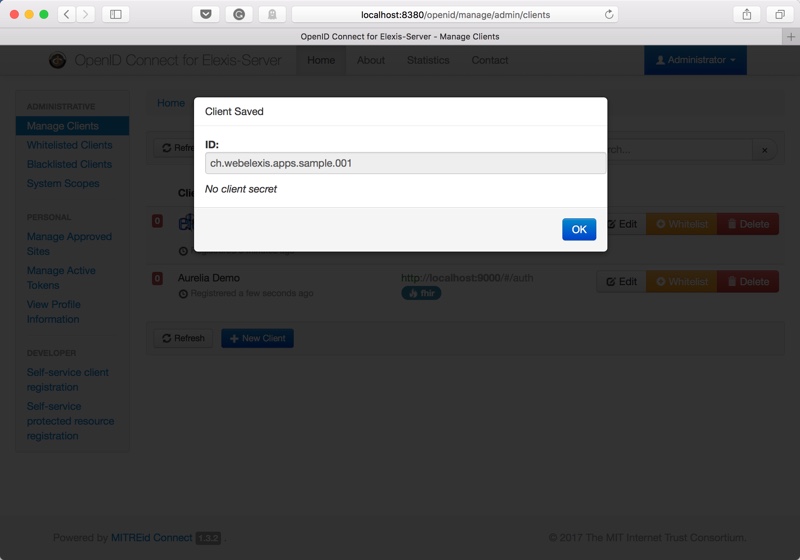 localhost:8380/openid/manage/admin/clients
OpenID Connect for Elexis-Server - Manage Clients
OpenID Connect for Elexis-Server
Home
About
Statistics
Contact
Administrator
ADMINISTRATIVE
Manage Clients
Whitelisted Clients
Blacklisted Clients
System Scopes
PERSONAL
Manage Approved
Sites
Manage Active
Tokens
View Profile
Information
DEVELOPER
Self-service client
registration
Self-service
protected resource
registration
Home
Client Saved
ID:
ch.webelexis.apps.sample.001
No client secret
OK
0
Edit
Whitelist
Delete
0
Aurelia Demo
Registered a few seconds ago
http://localhost:9000/#/auth
fhir
Edit
Whitelist
Delete
Refresh
New Client
Powered by MITREid Connect 1.3.2 .
© 2017 The MIT Internet Trust Consortium.